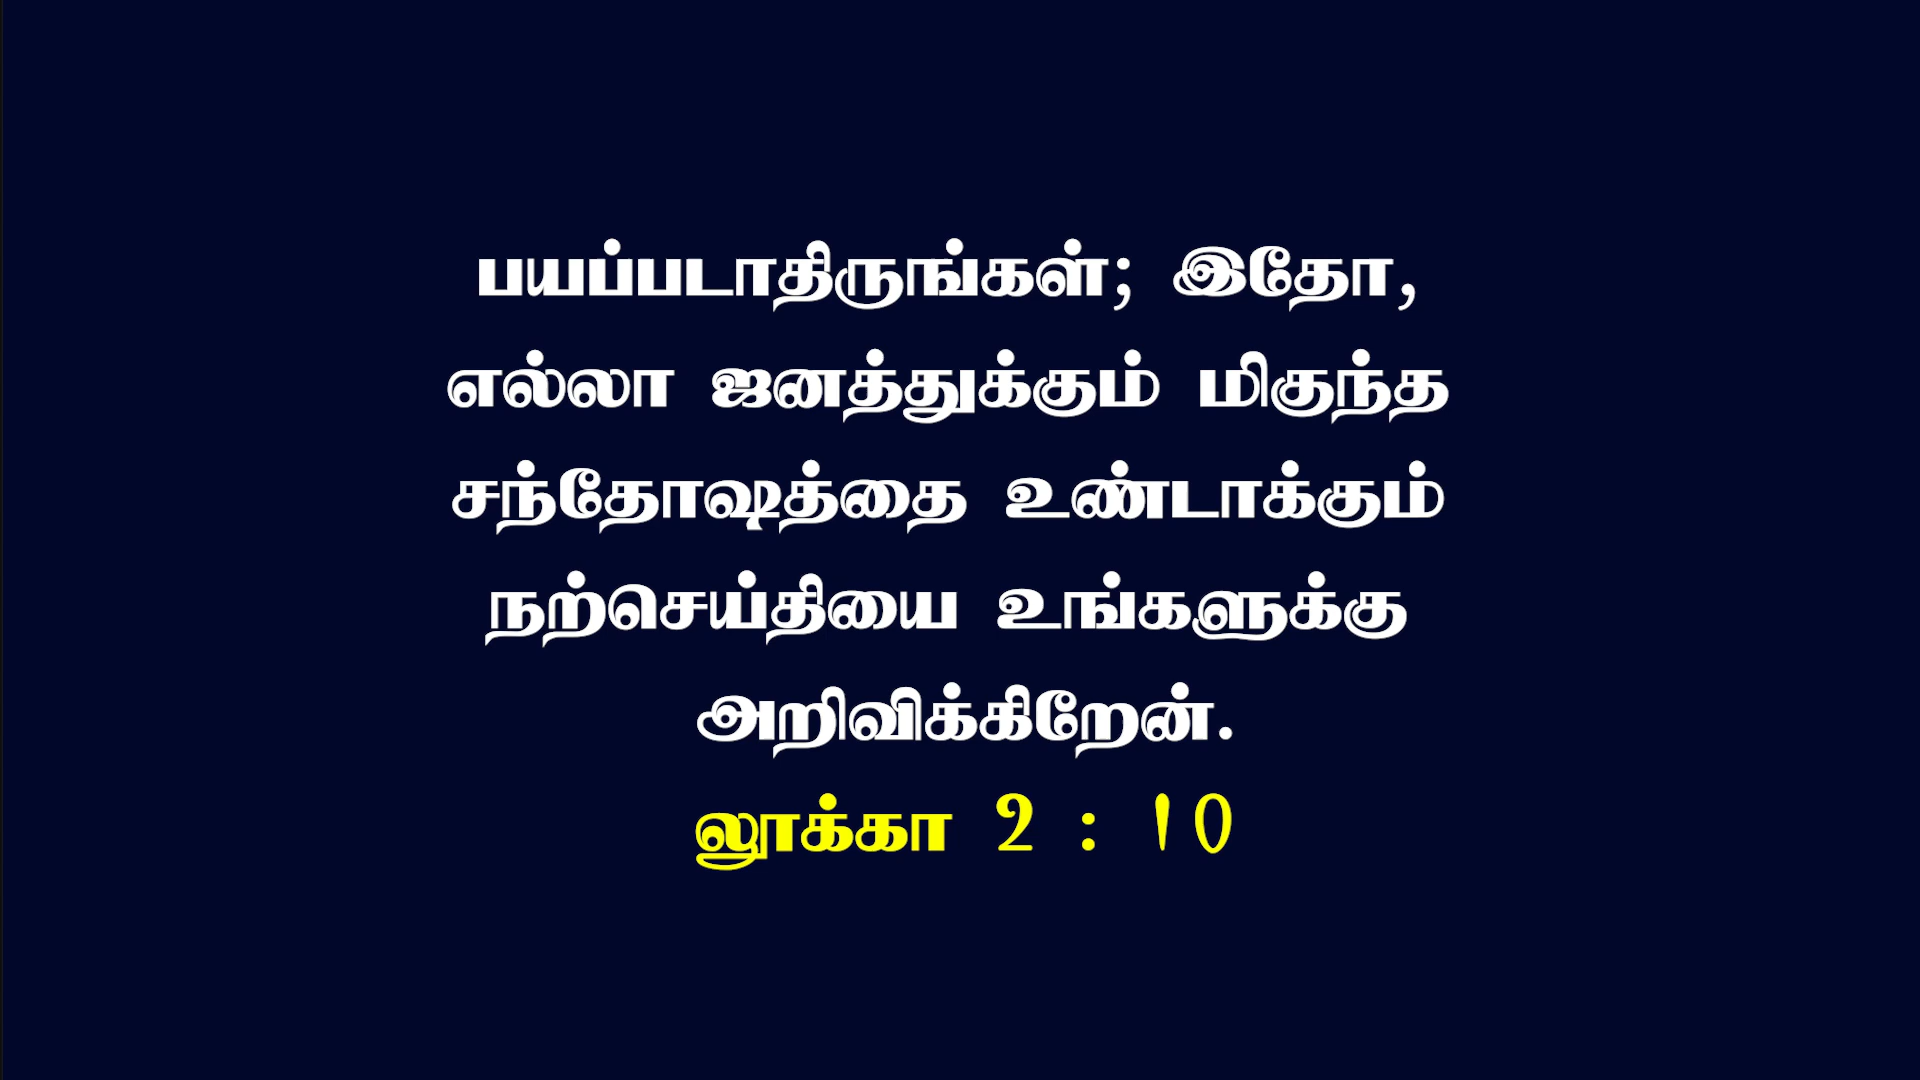 பயப்படாதிருங்கள்; இதோ,
எல்லா ஜனத்துக்கும் மிகுந்த
சந்தோஷத்தை உண்டாக்கும்
நற்செய்தியை உங்களுக்கு
அறிவிக்கிறேன்.
லூக்கா 2 : 10